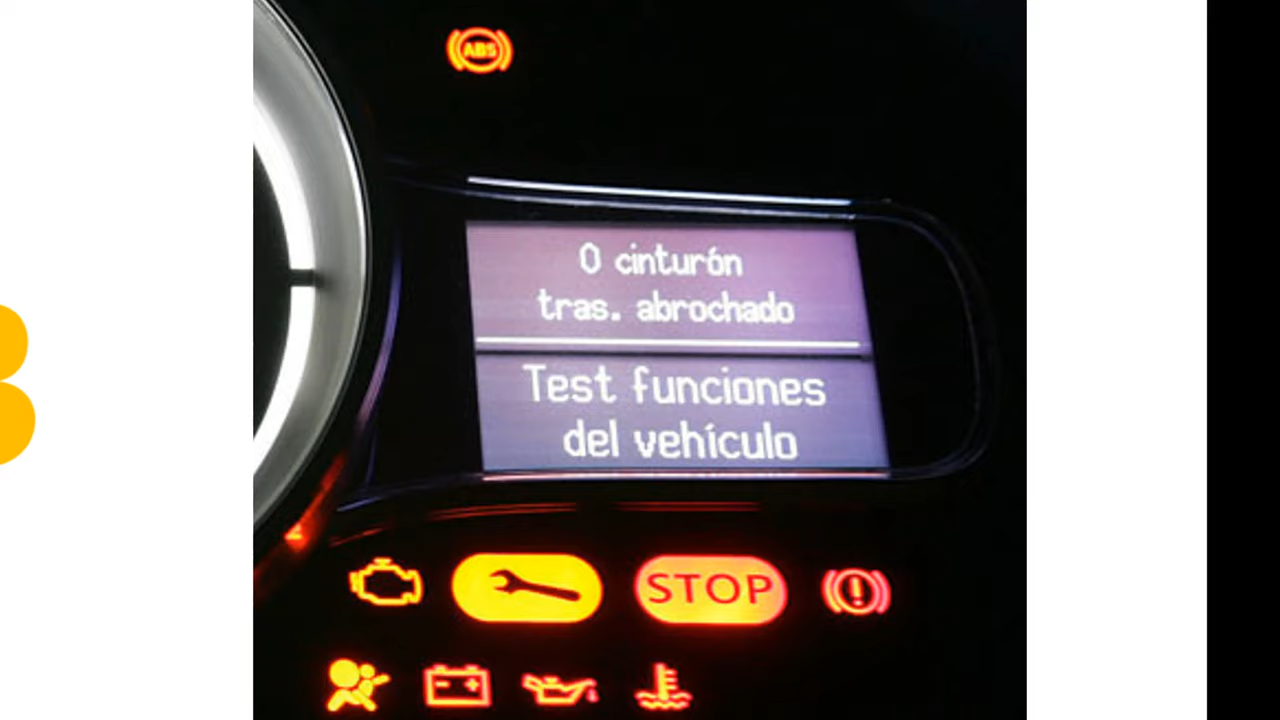 ABS
0 cinturón
tras. abrochado
Test funciones
del vehículo
STOP